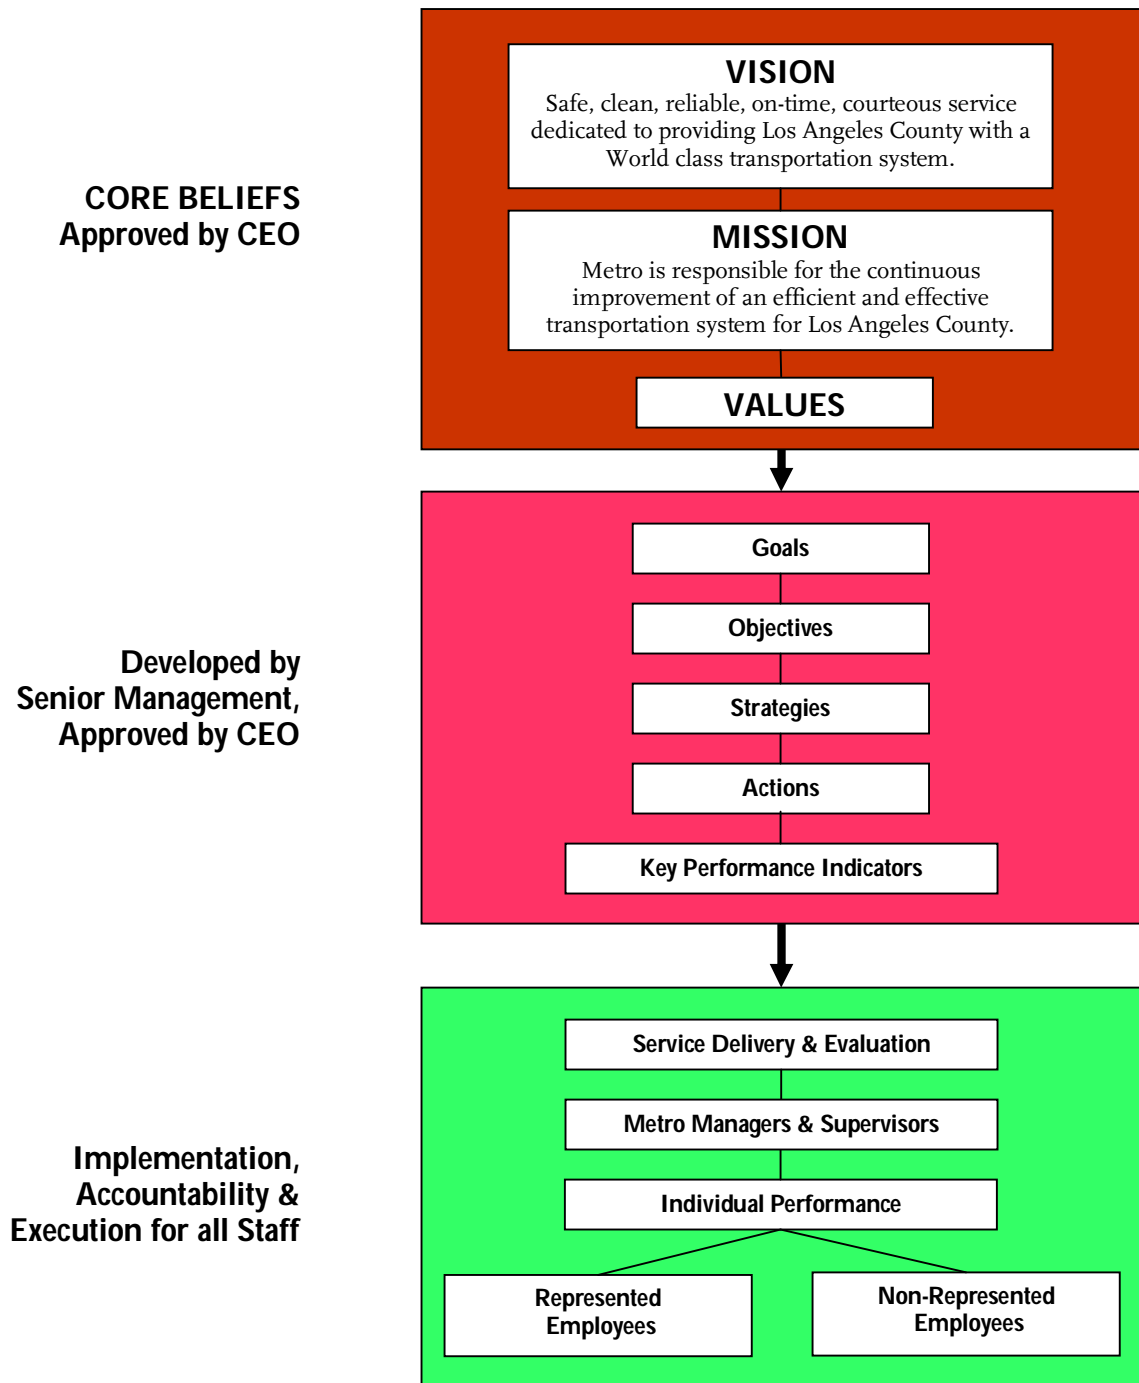 VISION
Safe, clean, reliable, on-time, courteous service
dedicated to providing Los Angeles County with a
World class transportation system.
CORE BELIEFS
Approved by CEO
MISSION
Metro is responsible for the continuous
improvement of an efficient and effective
transportation system for Los Angeles County.
VALUES
Goals
Objectives
Developed by
Senior Management,
Approved by CEO
Strategies
Actions
Key Performance Indicators
Service Delivery & Evaluation
Metro Managers & Supervisors
Implementation,
Accountability &
Execution for all Staff
Individual Performance
Represented
Employees
Non-Represented
Employees